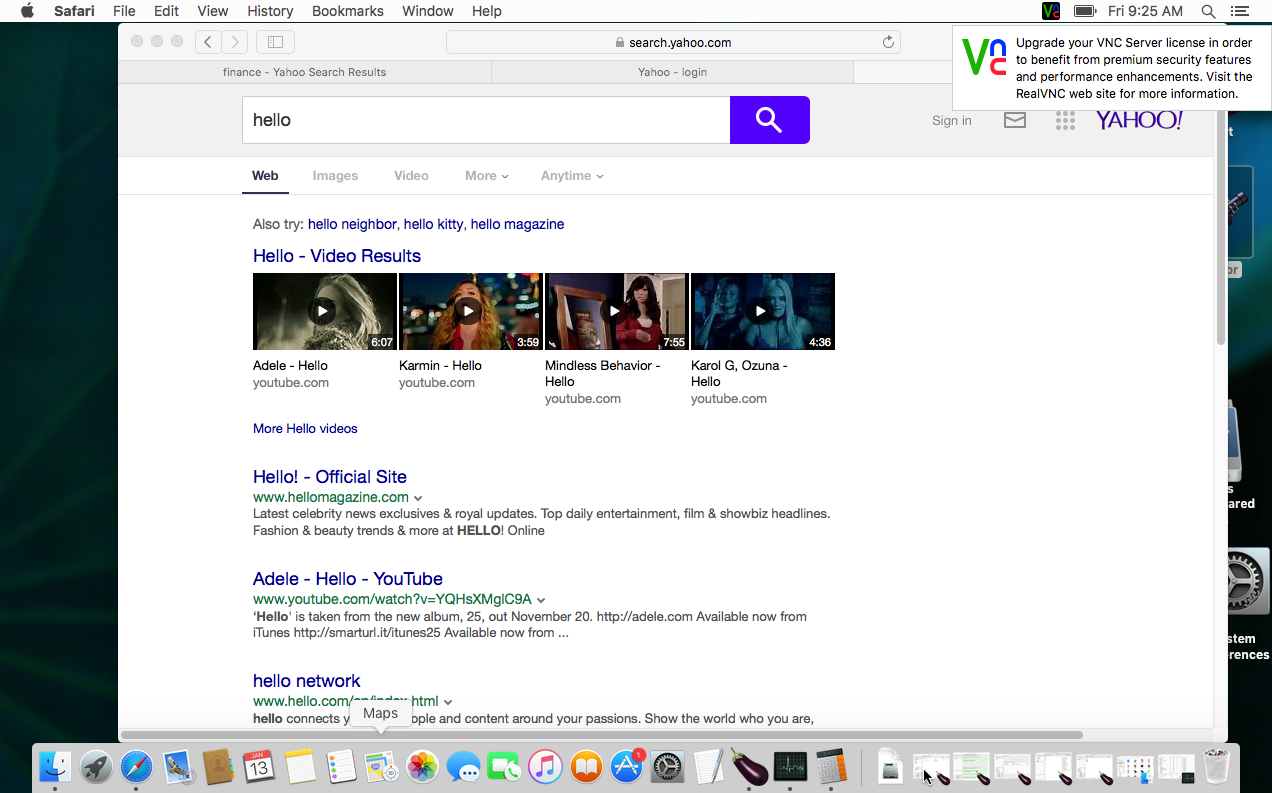 Safari File Edit View History Bookmarks Window Help Fri 9:25 AM
search.yahoo.com
Upgrade your VNC Server license in order
to benefit from premium security features
and performance enhancements. Visit the
RealVNC web site for more information.
finance - Yahoo Search Results Yahoo - login
hello
Sign in YAHOO!
Web Images Video More Anytime
Also try: hello neighbor, hello kitty, hello magazine
Hello - Video Results
6:07 3:59 7:55 4:36
Adele - Hello
youtube.com
Karmin - Hello
youtube.com
Mindless Behavior -
Hello
youtube.com
Karol G, Ozuna -
Hello
youtube.com
More Hello videos
Hello! - Official Site
www.hellomagazine.com
Latest celebrity news exclusives & royal updates. Top daily entertainment, film & showbiz headlines.
Fashion & beauty trends & more at HELLO! Online
Adele - Hello - YouTube
www.youtube.com/watch?v=YQHsXMglC9A
'Hello' is taken from the new album, 25, out November 20. http://adele.com Available now from
iTunes http://smarturl.it/itunes25 Available now from ...
hello network
www.hello.com/en/index.html
hello connects ople and content around your passions. Show the world who you are,
Maps
JAN
13
1